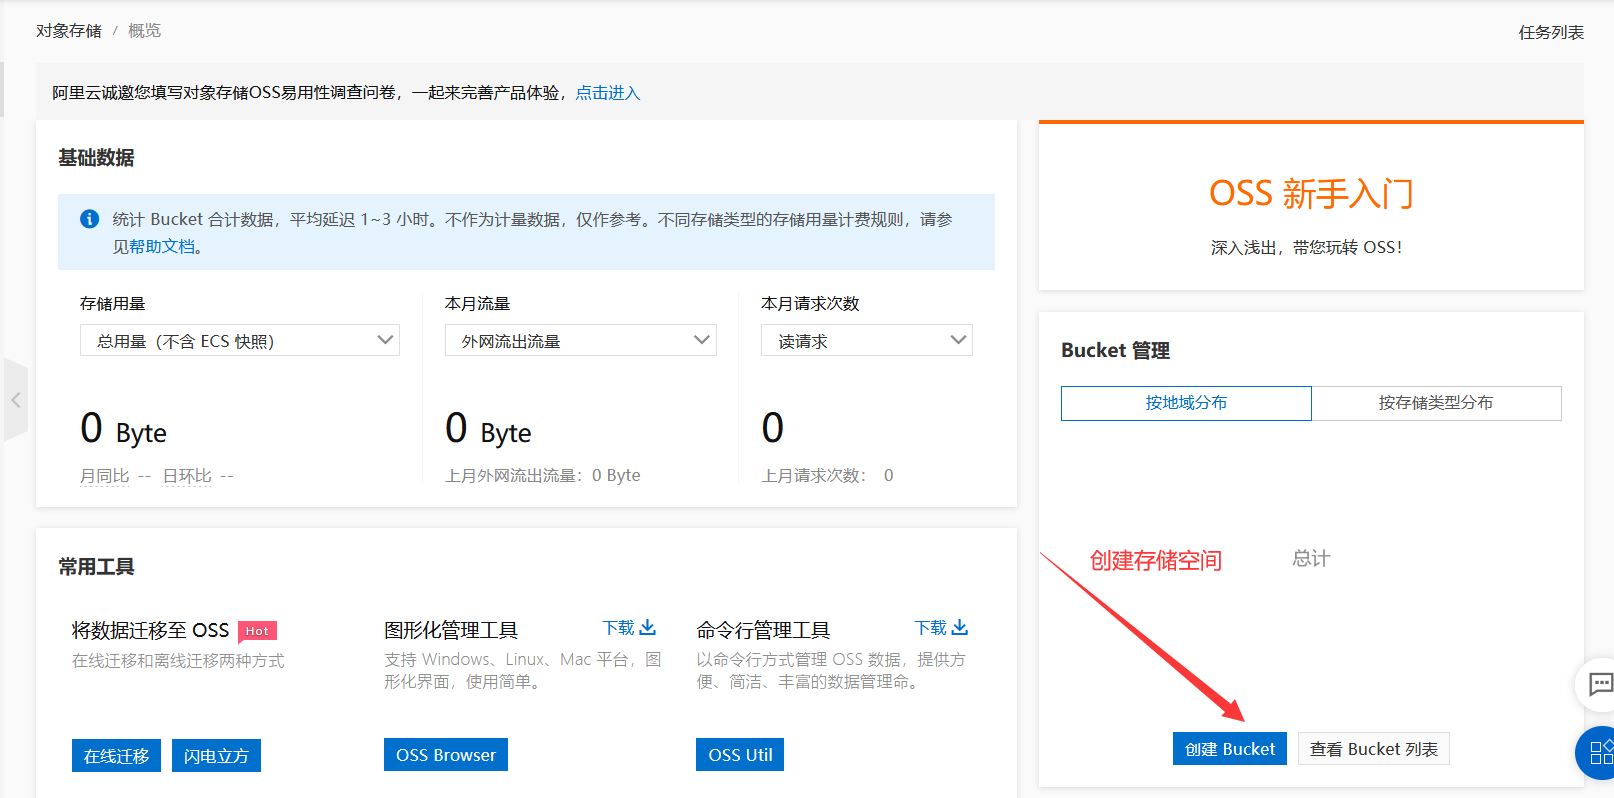 对象存储 / 概览
任务列表
阿里云诚邀您填写对象存储OSS易用性调查问卷，一起来完善产品体验，点击进入
基础数据
统计 Bucket 合计数据，平均延迟 1~3 小时。不作为计量数据，仅作参考。不同存储类型的存储用量计费规则，请参
见帮助文档。
存储用量
总用量（不含 ECS 快照）
0 Byte
月同比 -- 日环比 --
本月流量
外网流出流量
0 Byte
上月外网流出流量：0 Byte
本月请求次数
读请求
0
上月请求次数： 0
OSS 新手入门
深入浅出，带您玩转 OSS！
Bucket 管理
按地域分布
按存储类型分布
创建存储空间
总计
创建 Bucket
查看 Bucket 列表
常用工具
将数据迁移至 OSS Hot
在线迁移和离线迁移两种方式
在线迁移
闪电立方
图形化管理工具
下载
支持 Windows、Linux、Mac 平台，图
形化界面，使用简单。
OSS Browser
命令行管理工具
下载
以命令行方式管理 OSS 数据，提供方
便、简洁、丰富的数据管理命。
OSS Util